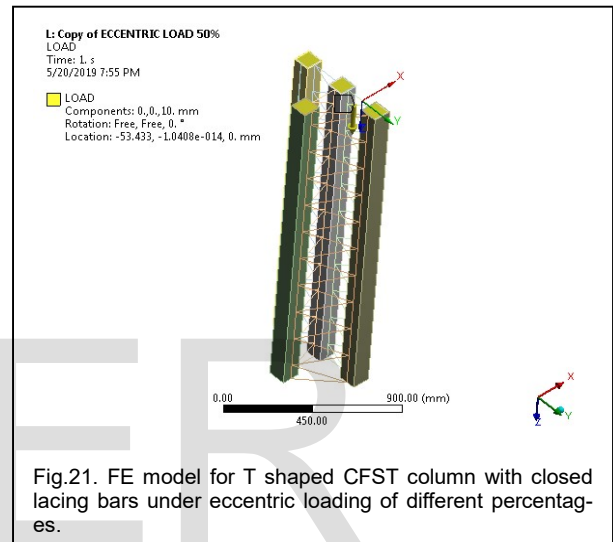 L: Copy of ECCENTRIC LOAD 50%
LOAD
Time: 1. s
5/20/2019 7:55 PM
LOAD
Components: 0.,0.,10. mm
Rotation: Free, Free, 0. °
Location: -53.433, -1.0408e-014, 0. mm
X
Y
0.00
900.00 (mm)
450.00
X
Y
Z
ER
Fig.21. FE model for T shaped CFST column with closed
lacing bars under eccentric loading of different percentag-
es.